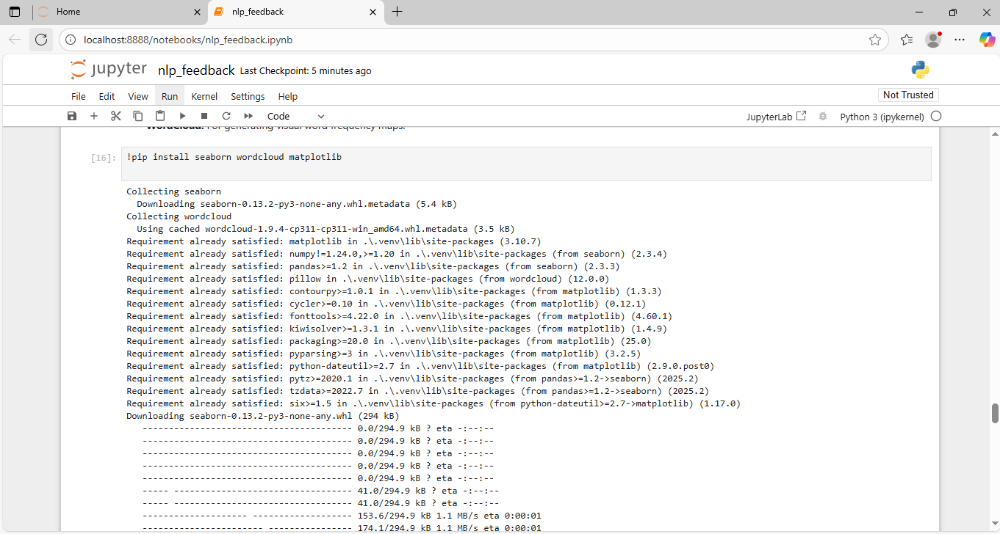 Home
nlp_feedback
localhost:8888/notebooks/nlp_feedback.ipynb
jupyter nlp_feedback Last Checkpoint: 5 minutes ago
File Edit View Run Kernel Settings Help
Not Trusted
Code
JupyterLab
Python 3 (ipykernel)
WordCloud: For generating visual word frequency maps.
[16]: !pip install seaborn wordcloud matplotlib
Collecting seaborn
Downloading seaborn-0.13.2-py3-none-any.whl.metadata (5.4 kB)
Collecting wordcloud
Using cached wordcloud-1.9.4-cp311-cp311-win_amd64.whl.metadata (3.5 kB)
Requirement already satisfied: matplotlib in .\.venv\lib\site-packages (3.10.7)
Requirement already satisfied: numpy!=1.24.0,>=1.20 in .\.venv\lib\site-packages (from seaborn) (2.3.4)
Requirement already satisfied: pandas>=1.2 in .\.venv\lib\site-packages (from seaborn) (2.3.3)
Requirement already satisfied: pillow in .\.venv\lib\site-packages (from wordcloud) (12.0.0)
Requirement already satisfied: contourpy>=1.0.1 in .\.venv\lib\site-packages (from matplotlib) (1.3.3)
Requirement already satisfied: cycler>=0.10 in .\.venv\lib\site-packages (from matplotlib) (0.12.1)
Requirement already satisfied: fonttools>=4.22.0 in .\.venv\lib\site-packages (from matplotlib) (4.60.1)
Requirement already satisfied: kiwisolver>=1.3.1 in .\.venv\lib\site-packages (from matplotlib) (1.4.9)
Requirement already satisfied: packaging>=20.0 in .\.venv\lib\site-packages (from matplotlib) (25.0)
Requirement already satisfied: pyparsing>=3 in .\.venv\lib\site-packages (from matplotlib) (3.2.5)
Requirement already satisfied: python-dateutil>=2.7 in .\.venv\lib\site-packages (from matplotlib) (2.9.0.post0)
Requirement already satisfied: pytz>=2020.1 in .\.venv\lib\site-packages (from pandas>=1.2->seaborn) (2025.2)
Requirement already satisfied: tzdata>=2022.7 in .\.venv\lib\site-packages (from pandas>=1.2->seaborn) (2025.2)
Requirement already satisfied: six>=1.5 in .\.venv\lib\site-packages (from python-dateutil>=2.7->matplotlib) (1.17.0)
Downloading seaborn-0.13.2-py3-none-any.whl (294 kB)
---------------------------------------- 0.0/294.9 kB ? eta -:--:--
---------------------------------------- 0.0/294.9 kB ? eta -:--:--
---------------------------------------- 0.0/294.9 kB ? eta -:--:--
---------------------------------------- 0.0/294.9 kB ? eta -:--:--
---------------------------------------- 0.0/294.9 kB ? eta -:--:--
----- ---------------------------------- 41.0/294.9 kB ? eta -:--:--
----- ---------------------------------- 41.0/294.9 kB ? eta -:--:--
-------------------- ------------------- 153.6/294.9 kB 1.1 MB/s eta 0:00:01
----------------------- ---------------- 174.1/294.9 kB 1.1 MB/s eta 0:00:01